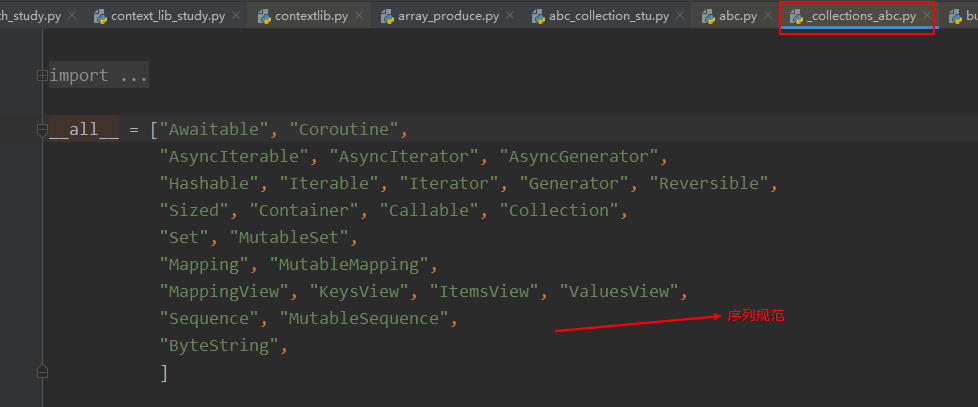 h_study.py context_lib_study.py contextlib.py array_produce.py abc_collection_stu.py abc.py _collections_abc.py bu
import ...
__all__ = ["Awaitable", "Coroutine",
"AsyncIterable", "AsyncIterator", "AsyncGenerator",
"Hashable", "Iterable", "Iterator", "Generator", "Reversible",
"Sized", "Container", "Callable", "Collection",
"Set", "MutableSet",
"Mapping", "MutableMapping",
"MappingView", "KeysView", "ItemsView", "ValuesView",
"Sequence", "MutableSequence",
序列规范
"ByteString",
]